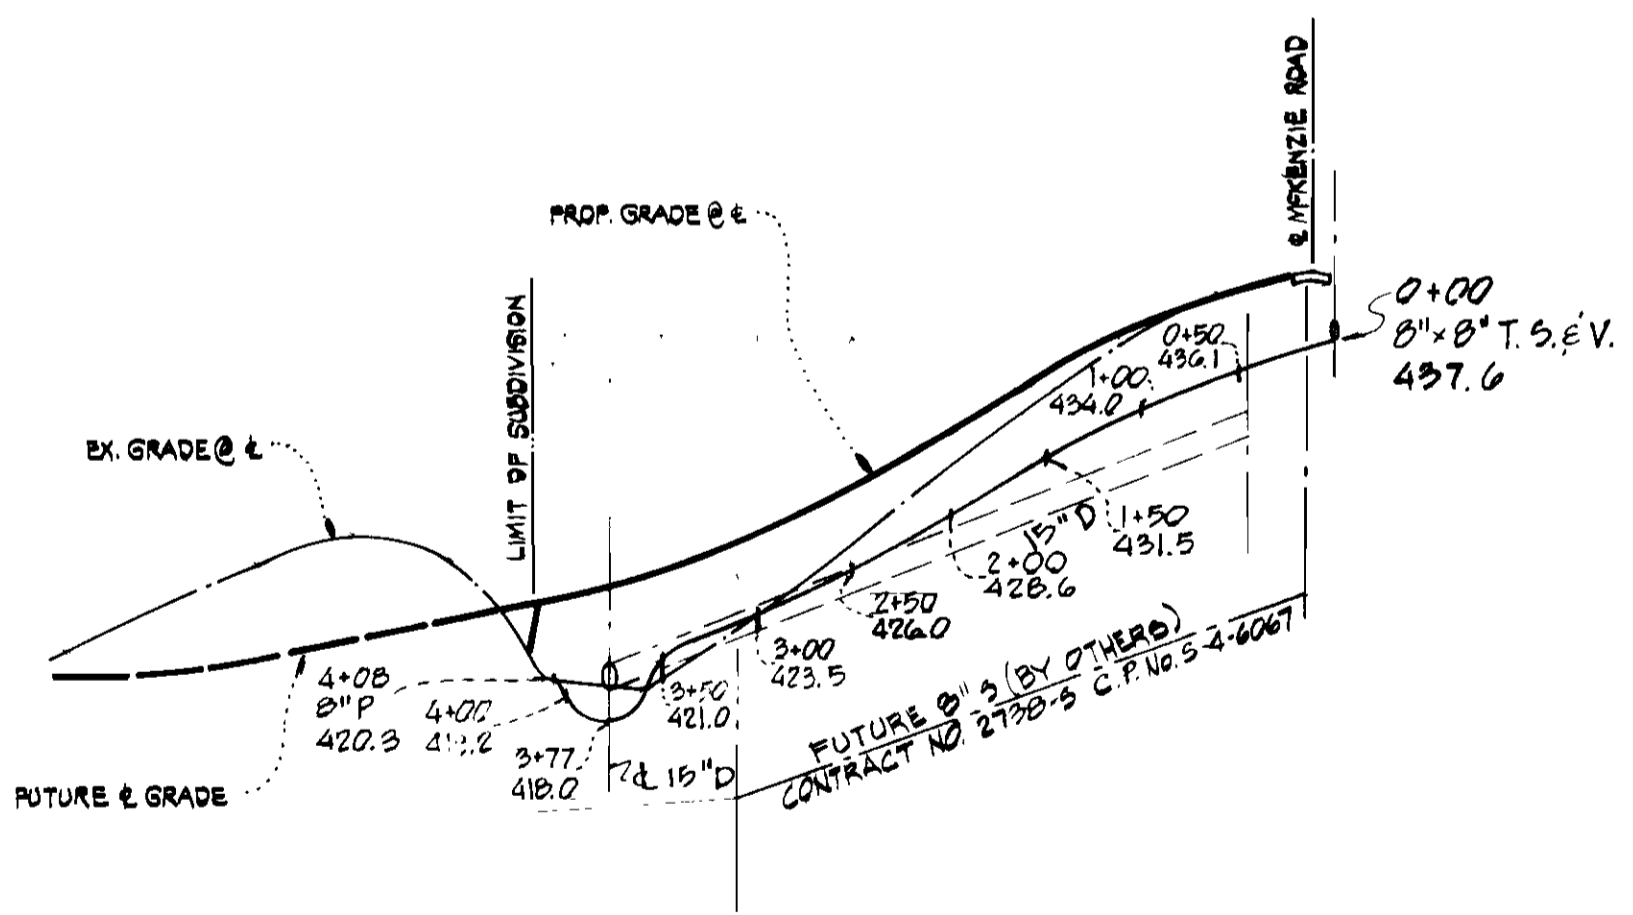 ℄ McKENZIE ROAD
PROP. GRADE @ ℄
0+00
8"x8" T. S. & V.
437.6
LIMIT OF SUBDIVISION
0+50
436.1
1+00
434.0
EX. GRADE @ ℄
15"D
1+50
431.5
2+00
428.6
2+50
426.0
3+00
423.5
3+50
421.0
4+08
8"P
420.3
4+00
3+77
418.0
℄ 15"D
FUTURE 8" S (BY OTHERS)
CONTRACT NO. 2738-S C.P. No. S-4-6067
FUTURE ℄ GRADE